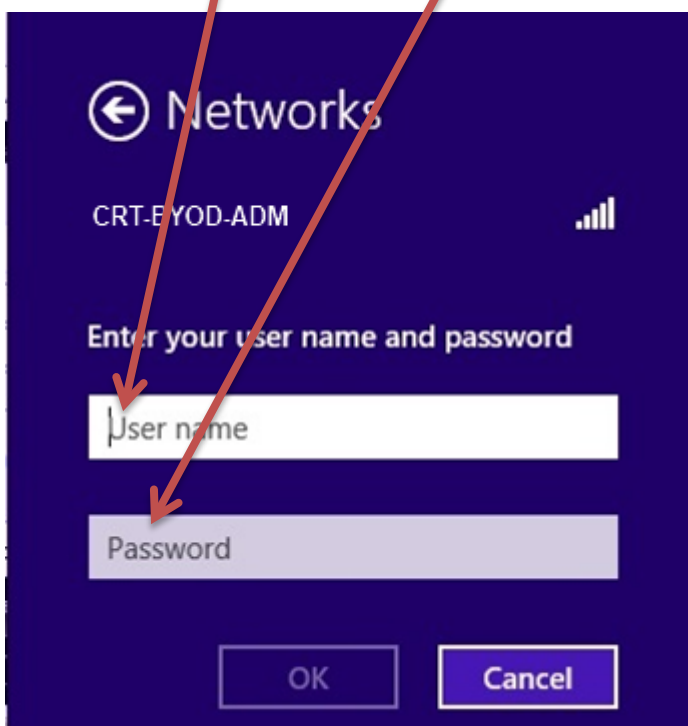 Networks
CRT-BYOD-ADM
Enter your user name and password
User name
Password
OK
Cancel